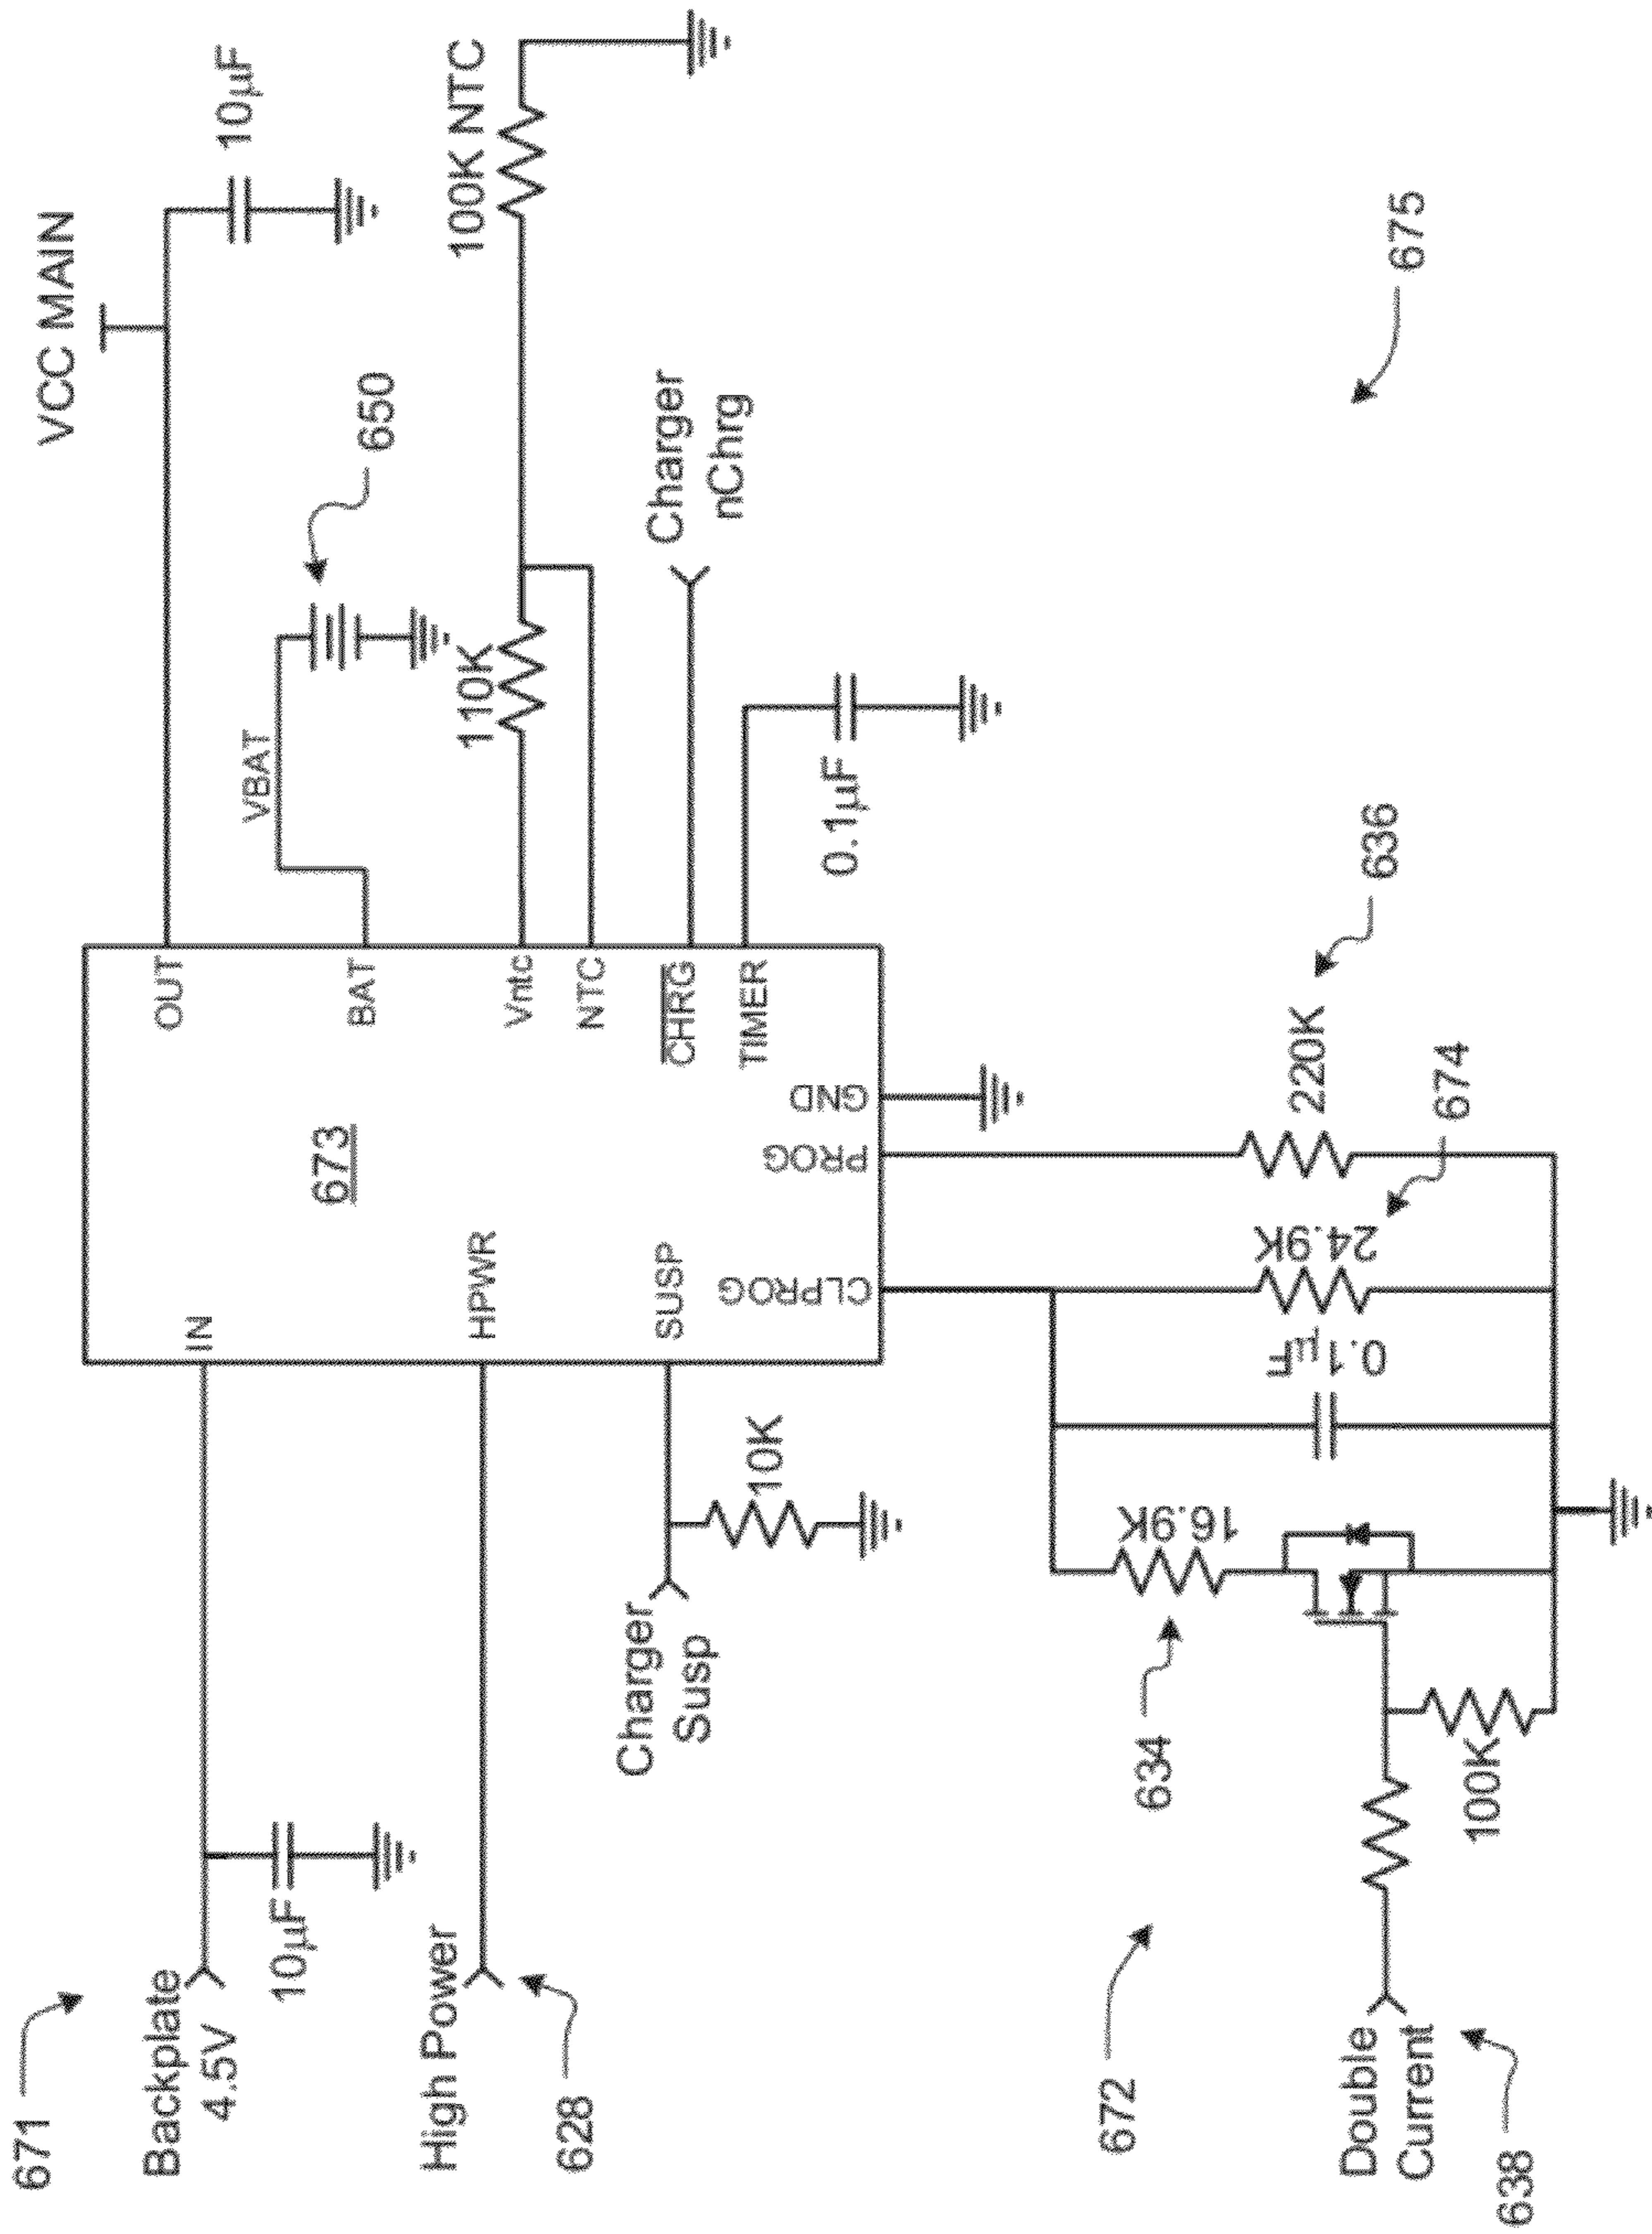 671
Backplate
4.5V
10µF
High Power
628
Charger
Susp
10K
IN
HPWR
SUSP
673
OUT
BAT
Vntc
NTC
CHRG
TIMER
GND
PROG
CLPROG
VCC MAIN
10µF
VBAT
650
110K
100K NTC
Charger
nChrg
0.1µF
675
672
Double
Current
638
100K
634
16.9K
0.1µF
24.9K
674
220K
636